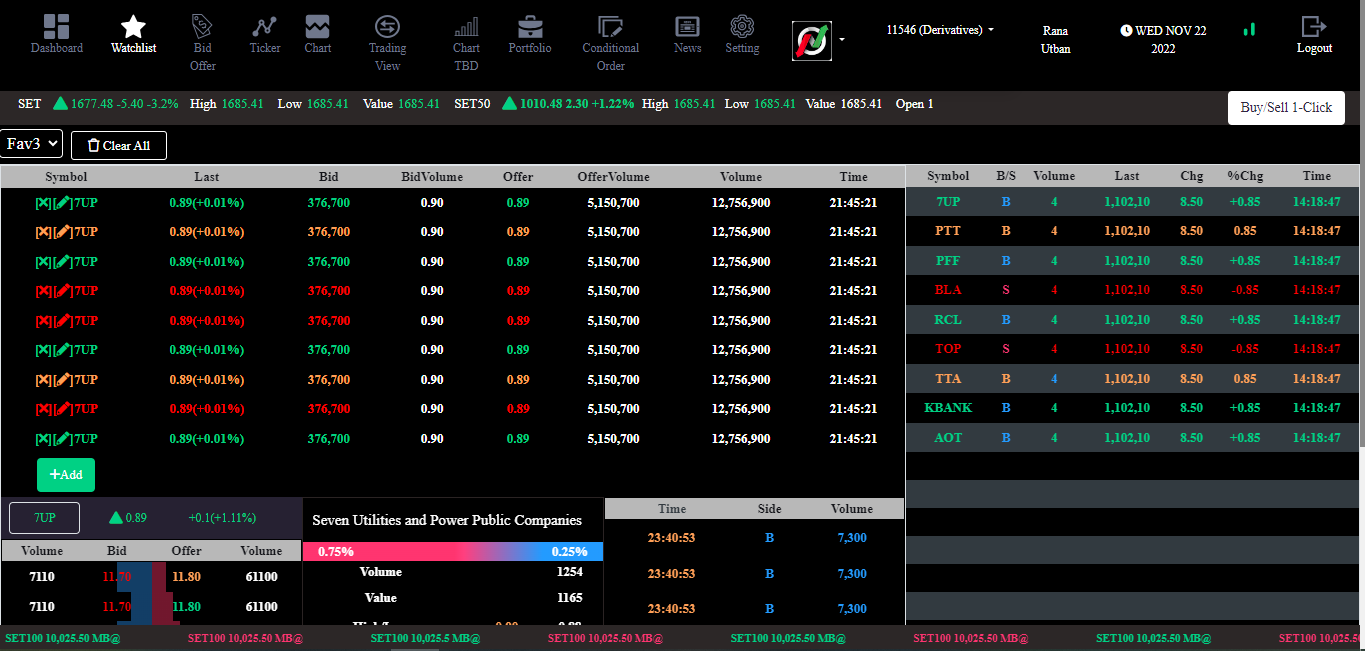 Dashboard Watchlist Bid Offer Ticker Chart Trading View Chart TBD Portfolio Conditional Order News Setting 11546 (Derivatives) Rana Utban WED NOV 22 2022 Logout
SET 1677.48 -5.40 -3.2% High 1685.41 Low 1685.41 Value 1685.41 SET50 1010.48 2.30 +1.22% High 1685.41 Low 1685.41 Value 1685.41 Open 1 Buy/Sell 1-Click
Fav3 Clear All
Symbol Last Bid BidVolume Offer OfferVolume Volume Time
[X][]7UP 0.89(+0.01%) 376,700 0.90 0.89 5,150,700 12,756,900 21:45:21
[X][]7UP 0.89(+0.01%) 376,700 0.90 0.89 5,150,700 12,756,900 21:45:21
[X][]7UP 0.89(+0.01%) 376,700 0.90 0.89 5,150,700 12,756,900 21:45:21
[X][]7UP 0.89(+0.01%) 376,700 0.90 0.89 5,150,700 12,756,900 21:45:21
[X][]7UP 0.89(+0.01%) 376,700 0.90 0.89 5,150,700 12,756,900 21:45:21
[X][]7UP 0.89(+0.01%) 376,700 0.90 0.89 5,150,700 12,756,900 21:45:21
[X][]7UP 0.89(+0.01%) 376,700 0.90 0.89 5,150,700 12,756,900 21:45:21
[X][]7UP 0.89(+0.01%) 376,700 0.90 0.89 5,150,700 12,756,900 21:45:21
[X][]7UP 0.89(+0.01%) 376,700 0.90 0.89 5,150,700 12,756,900 21:45:21
+Add
Symbol B/S Volume Last Chg %Chg Time
7UP B 4 1,102,10 8.50 +0.85 14:18:47
PTT B 4 1,102,10 8.50 0.85 14:18:47
PFF B 4 1,102,10 8.50 +0.85 14:18:47
BLA S 4 1,102,10 8.50 -0.85 14:18:47
RCL B 4 1,102,10 8.50 +0.85 14:18:47
TOP S 4 1,102,10 8.50 -0.85 14:18:47
TTA B 4 1,102,10 8.50 0.85 14:18:47
KBANK B 4 1,102,10 8.50 +0.85 14:18:47
AOT B 4 1,102,10 8.50 +0.85 14:18:47
7UP 0.89 +0.1(+1.11%)
Volume Bid Offer Volume
7110 11.70 11.80 61100
7110 11.70 11.80 61100
Seven Utilities and Power Public Companies
0.75% 0.25%
Volume 1254
Value 1165
Time Side Volume
23:40:53 B 7,300
23:40:53 B 7,300
23:40:53 B 7,300
SET100 10,025.50 MB@ SET100 10,025.50 MB@ SET100 10,025.5 MB@ SET100 10,025.50 MB@ SET100 10,025.50 MB@ SET100 10,025.50 MB@ SET100 10,025.50 MB@ SET100 10,025.50